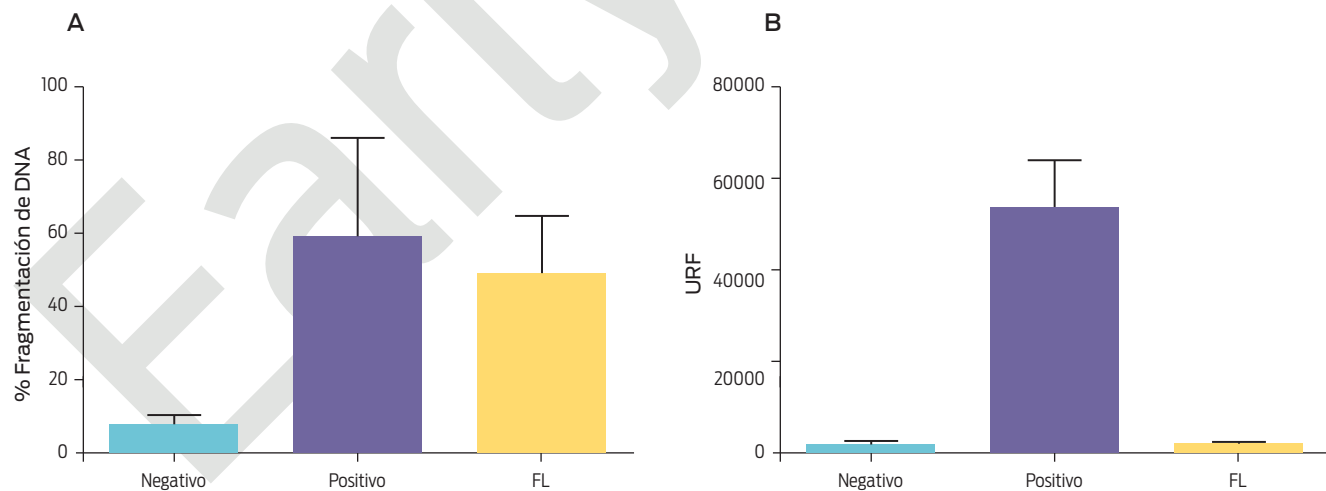 A
% Fragmentación de DNA
100
80
60
40
20
0
Negativo Positivo FL
B
URF
80000
60000
40000
20000
0
Negativo Positivo FL
Early